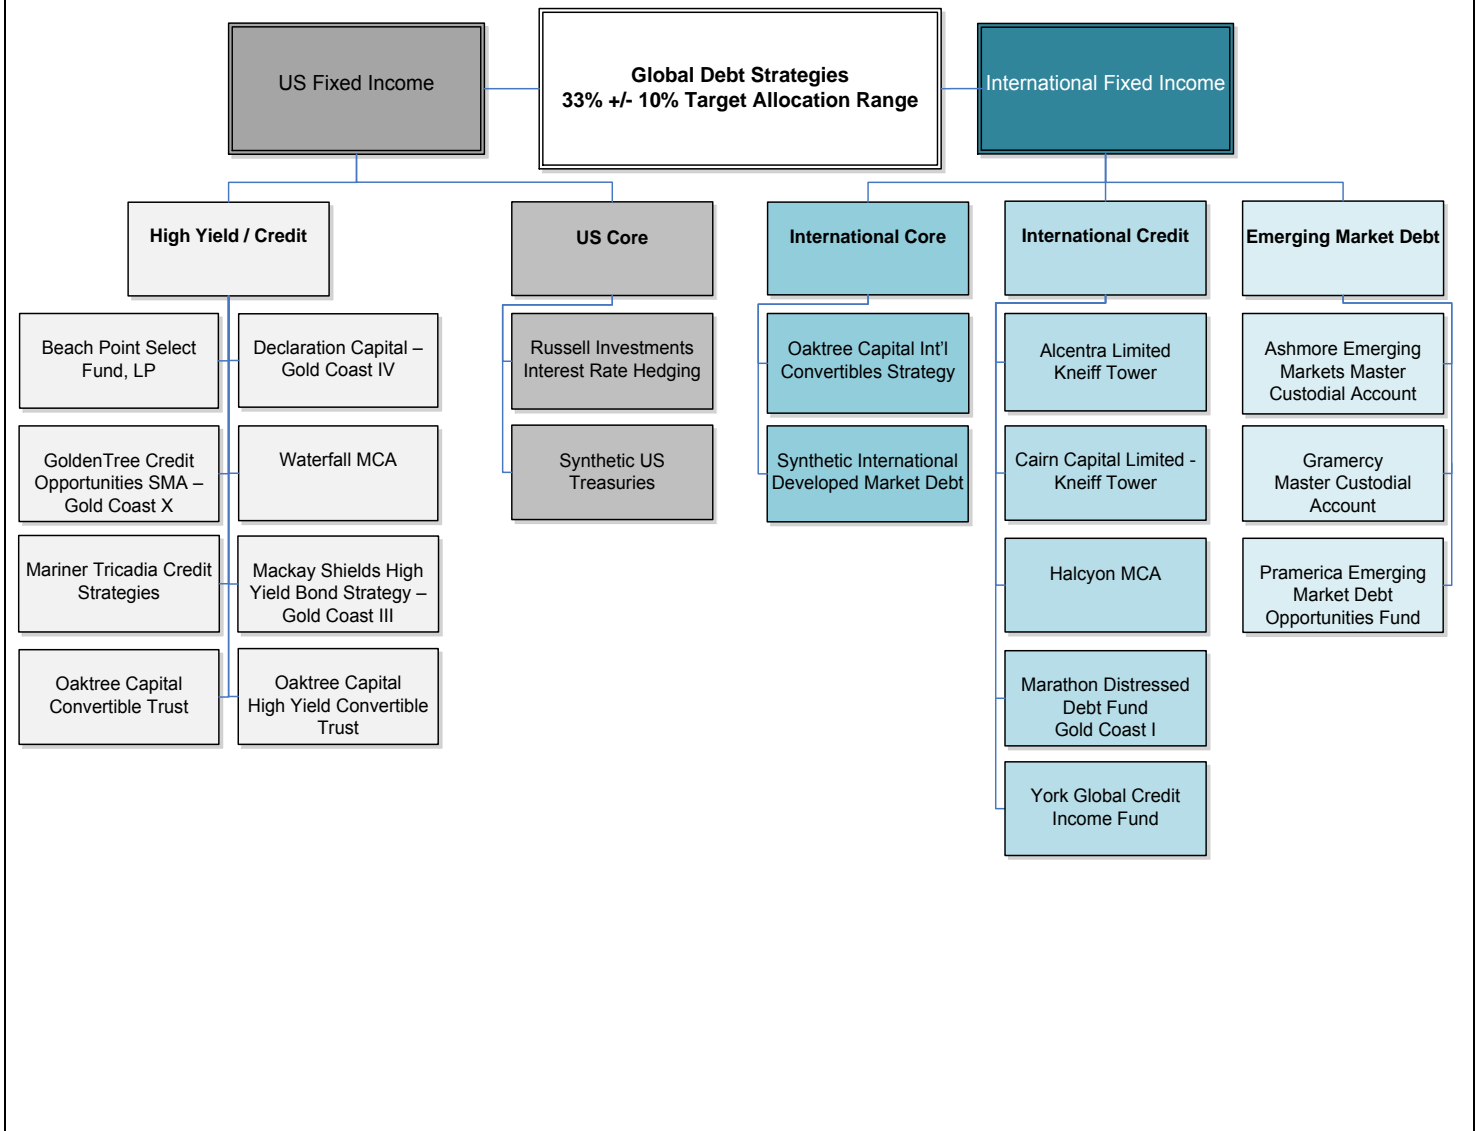 US Fixed Income
Global Debt Strategies
33% +/- 10% Target Allocation Range
International Fixed Income
High Yield / Credit
US Core
International Core
International Credit
Emerging Market Debt
Beach Point Select
Fund, LP
Declaration Capital –
Gold Coast IV
GoldenTree Credit
Opportunities SMA –
Gold Coast X
Waterfall MCA
Mariner Tricadia Credit
Strategies
Mackay Shields High
Yield Bond Strategy –
Gold Coast III
Oaktree Capital
Convertible Trust
Oaktree Capital
High Yield Convertible
Trust
Russell Investments
Interest Rate Hedging
Synthetic US
Treasuries
Oaktree Capital Int'l
Convertibles Strategy
Synthetic International
Developed Market Debt
Alcentra Limited
Kneiff Tower
Cairn Capital Limited -
Kneiff Tower
Halcyon MCA
Marathon Distressed
Debt Fund
Gold Coast I
York Global Credit
Income Fund
Ashmore Emerging
Markets Master
Custodial Account
Gramercy
Master Custodial
Account
Pramerica Emerging
Market Debt
Opportunities Fund